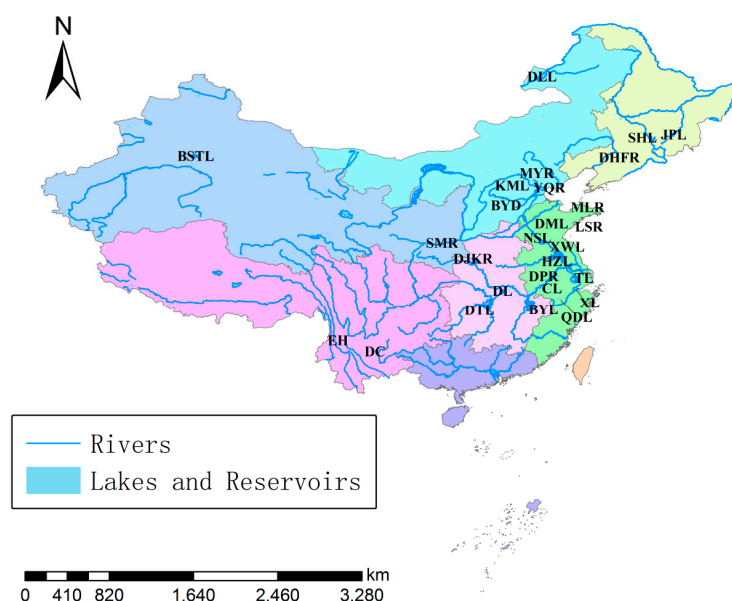 N
DLL
SHL JPL
BSTL
DHFR
MYR
KML YQR
BYD
MLR
DML
LSR
NSL
SMR
XWL
DJKR
HZL
DPR
TL
DL
CL
DTL
BYL
XL
QDL
EH
DC
Rivers
Lakes and Reservoirs
km
0 410 820 1.640 2.460 3.280